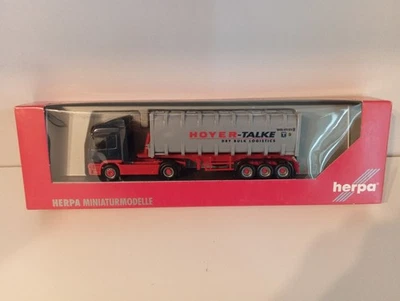 HOYER-TALKE
DRY BULK LOGISTICS
herpa
HERPA MINIATURMODELLE